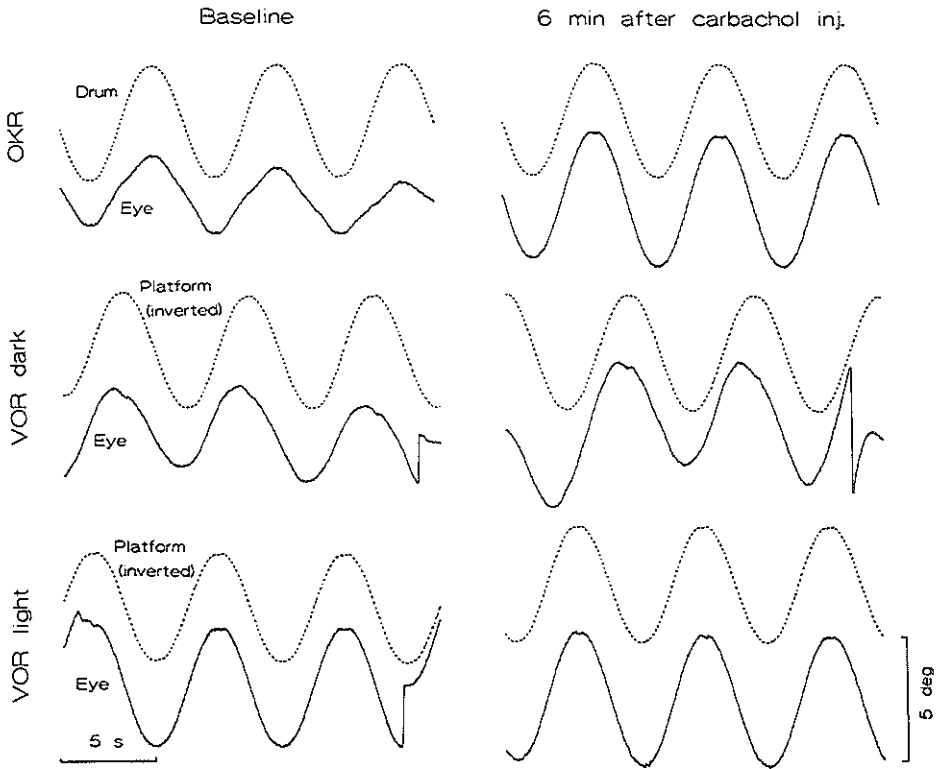 Baseline
6 min after carbachol inj.
OKR
Drum
Eye
VOR dark
Platform
(inverted)
Eye
VOR light
Platform
(inverted)
Eye
5 s
5 deg